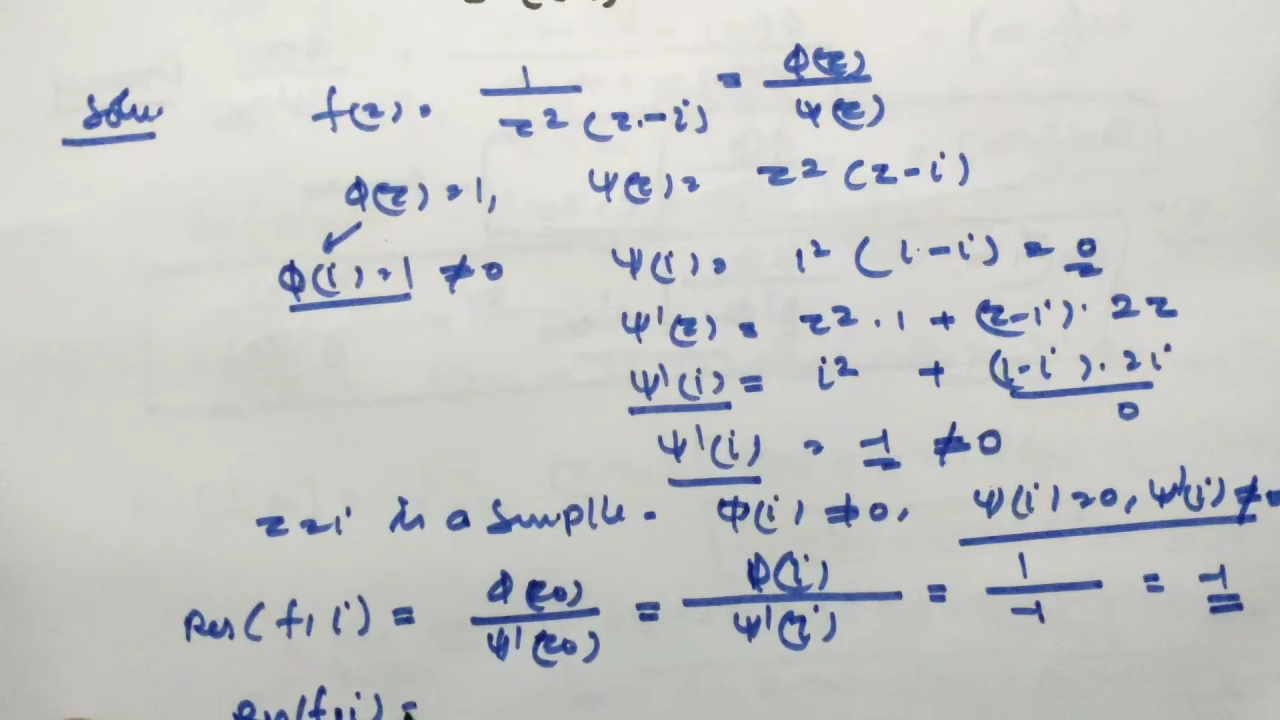 Soln f(z) = 1 / z² (z-i) = φ(z) / ψ(z)
φ(z) = 1, ψ(z) = z² (z-i)
φ(i) = 1 ≠ 0 ψ(i) = i² (i-i) = 0
ψ'(z) = z² . 1 + (z-i) . 2z
ψ'(i) = i² + (i-i) . 2i
0
ψ'(i) = -1 ≠ 0
z = i is a simple. φ(i) ≠ 0, ψ(i) = 0, ψ'(i) ≠ 0
Res(f, i) = φ(z0) / ψ'(z0) = φ(i) / ψ'(i) = 1 / -1 = -1
Res(f, i) =